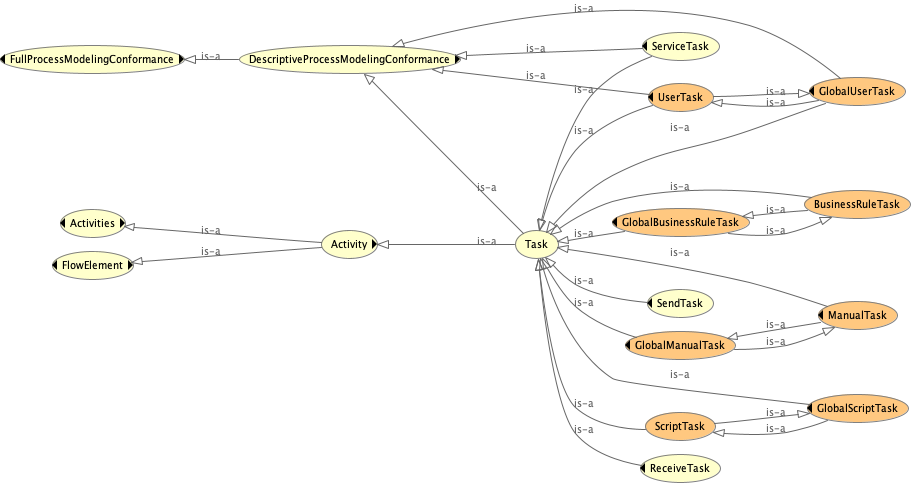 is-a
ServiceTask
FullProcessModelingConformance
is-a
DescriptiveProcessModelingConformance
is-a
is-a
is-a
UserTask
is-a
is-a
GlobalUserTask
is-a
is-a
is-a
is-a
BusinessRuleTask
Activities
is-a
GlobalBusinessRuleTask
is-a
is-a
is-a
Activity
is-a
Task
FlowElement
is-a
is-a
is-a
SendTask
is-a
ManualTask
is-a
GlobalManualTask
is-a
is-a
is-a
GlobalScriptTask
is-a
ScriptTask
is-a
is-a
ReceiveTask